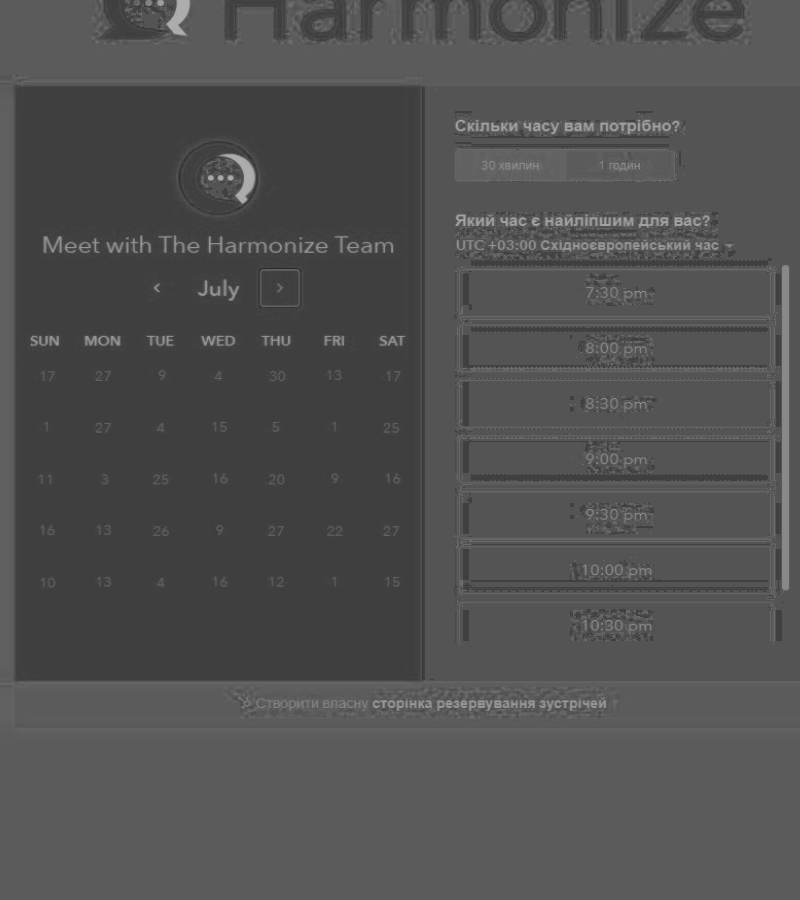 Harmonize
Meet with The Harmonize Team
‹ July ›
SUN MON TUE WED THU FRI SAT
17 27 9 4 30 13 17
1 27 4 15 5 1 25
11 3 25 16 20 9 16
16 13 26 9 27 22 27
10 13 4 16 12 1 15
Скільки часу вам потрібно?
30 хвилин 1 годин
Який час є найліпшим для вас?
UTC +03:00 Східноєвропейський час
7:30 pm
8:00 pm
8:30 pm
9:00 pm
9:30 pm
10:00 pm
10:30 pm
Створити власну сторінка резервування зустрічей